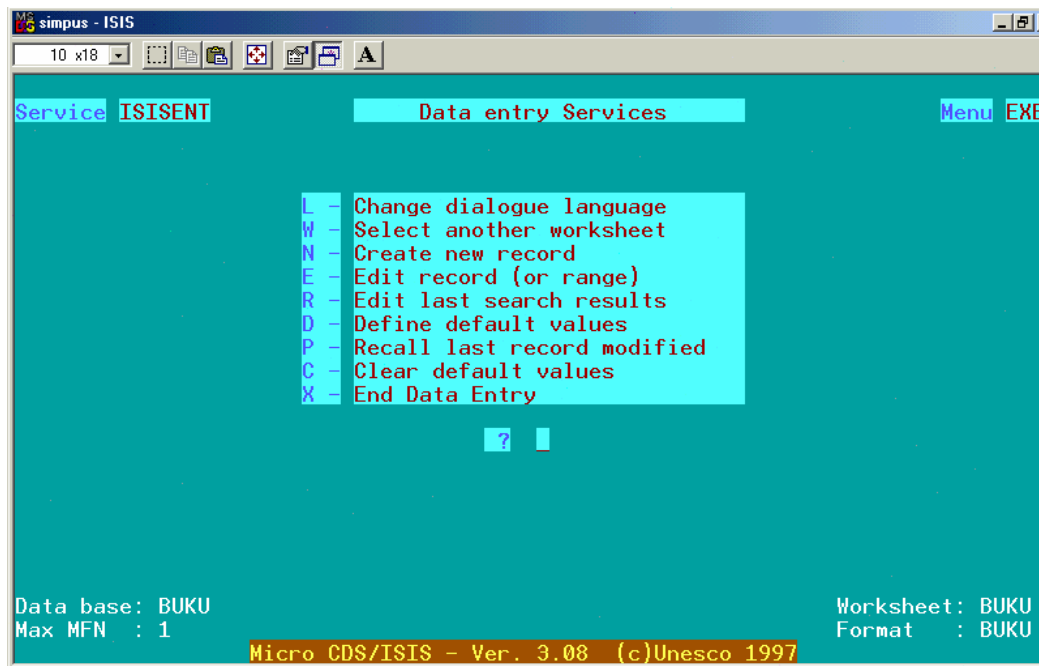 simpus - ISIS
10 x18 A
Service ISISENT Data entry Services Menu EXE
L - Change dialogue language
W - Select another worksheet
N - Create new record
E - Edit record (or range)
R - Edit last search results
D - Define default values
P - Recall last record modified
C - Clear default values
X - End Data Entry
?
Data base: BUKU Worksheet: BUKU
Max MFN : 1 Format : BUKU
Micro CDS/ISIS - Ver. 3.08 (c)Unesco 1997